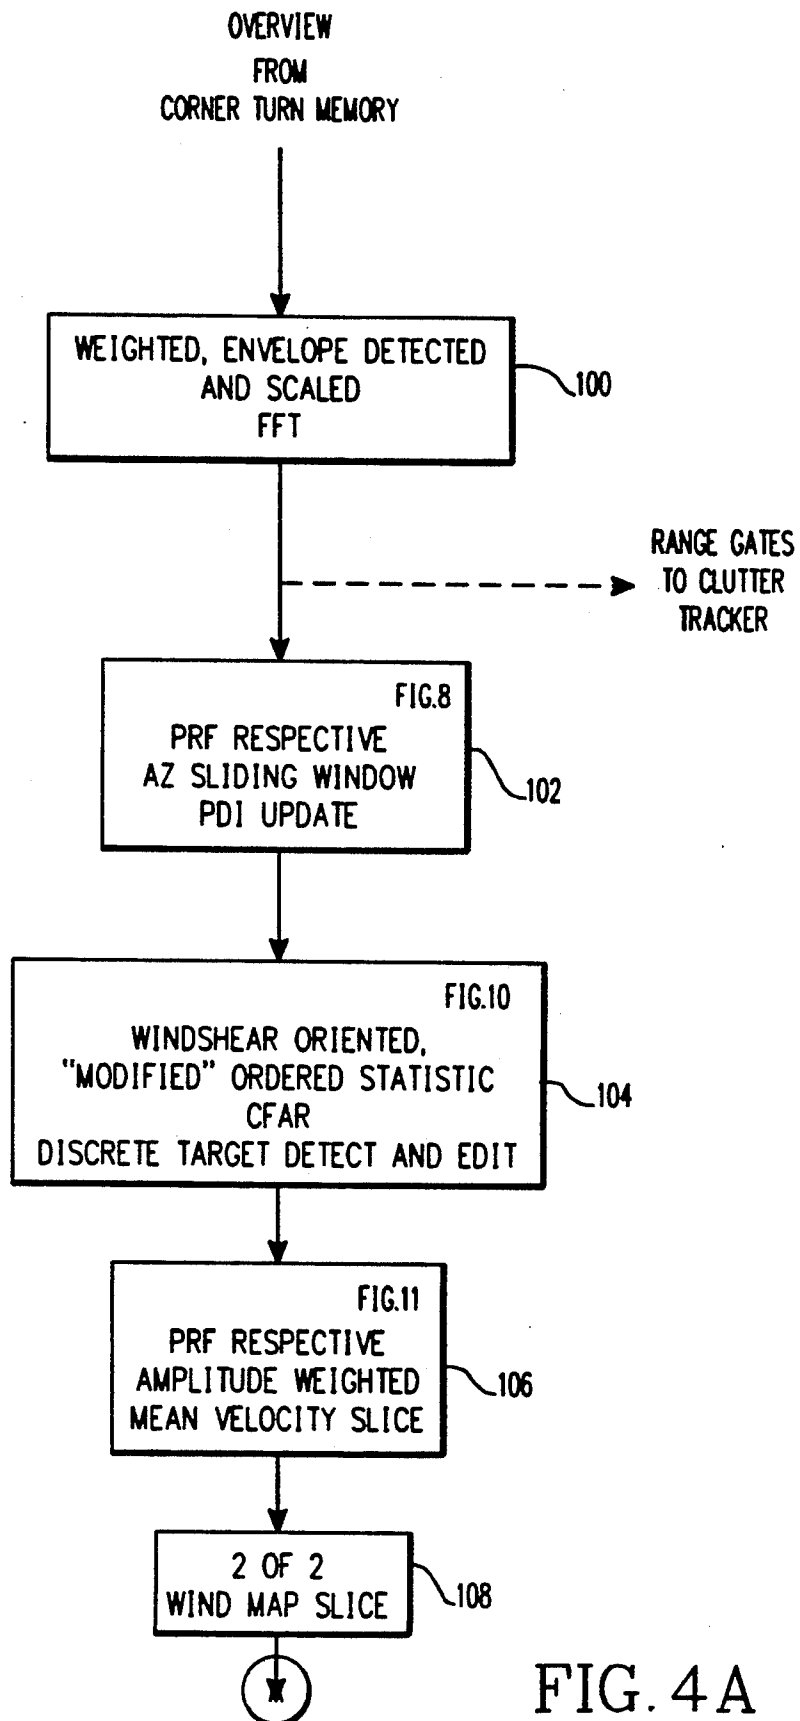 OVERVIEW
FROM
CORNER TURN MEMORY
WEIGHTED, ENVELOPE DETECTED
AND SCALED
FFT
100
RANGE GATES
TO CLUTTER
TRACKER
FIG.8
PRF RESPECTIVE
AZ SLIDING WINDOW
PDI UPDATE
102
FIG.10
WINDSHEAR ORIENTED,
"MODIFIED" ORDERED STATISTIC
CFAR
DISCRETE TARGET DETECT AND EDIT
104
FIG.11
PRF RESPECTIVE
AMPLITUDE WEIGHTED
MEAN VELOCITY SLICE
106
2 OF 2
WIND MAP SLICE
108
X
FIG. 4A